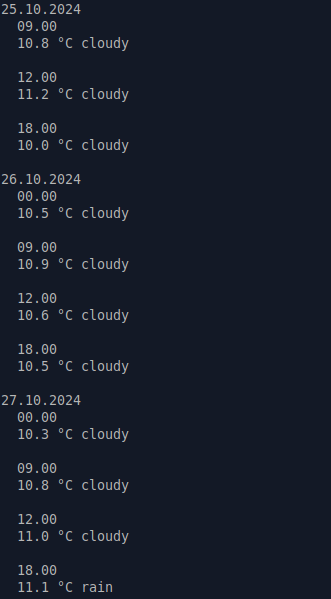 25.10.2024
09.00
10.8 °C cloudy
12.00
11.2 °C cloudy
18.00
10.0 °C cloudy
26.10.2024
00.00
10.5 °C cloudy
09.00
10.9 °C cloudy
12.00
10.6 °C cloudy
18.00
10.5 °C cloudy
27.10.2024
00.00
10.3 °C cloudy
09.00
10.8 °C cloudy
12.00
11.0 °C cloudy
18.00
11.1 °C rain